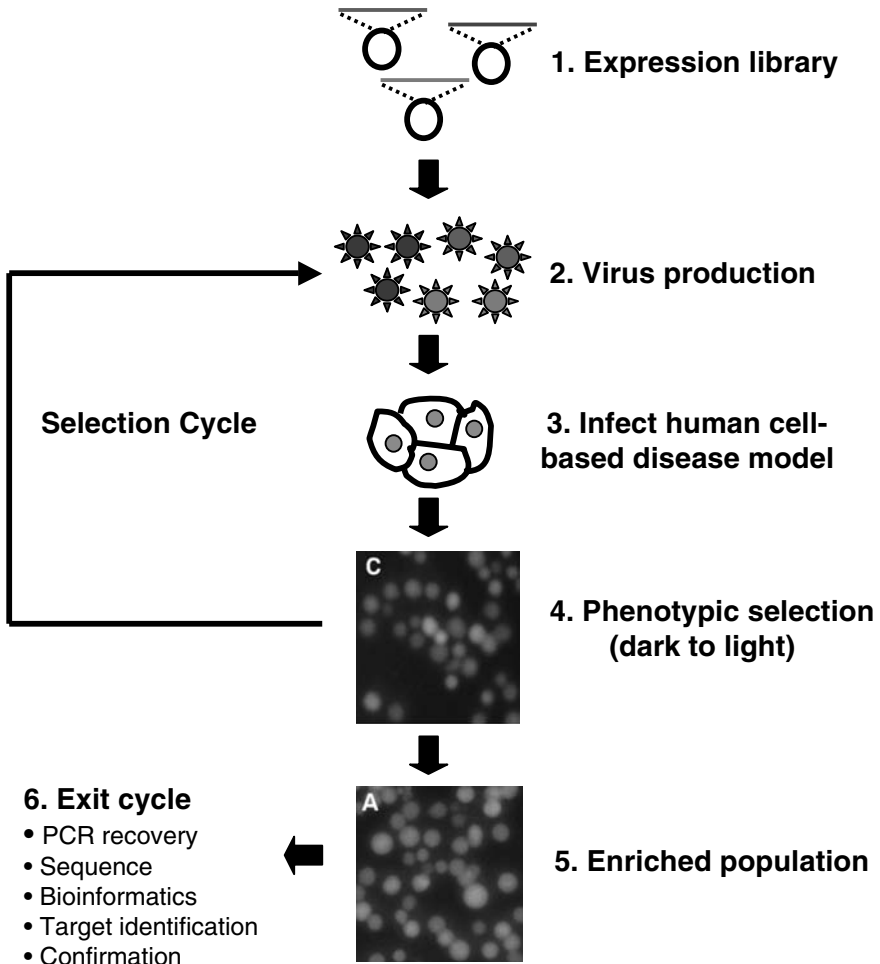 1. Expression library
2. Virus production
Selection Cycle
3. Infect human cell-
based disease model
C
4. Phenotypic selection
(dark to light)
A
5. Enriched population
6. Exit cycle
• PCR recovery
• Sequence
• Bioinformatics
• Target identification
• Confirmation